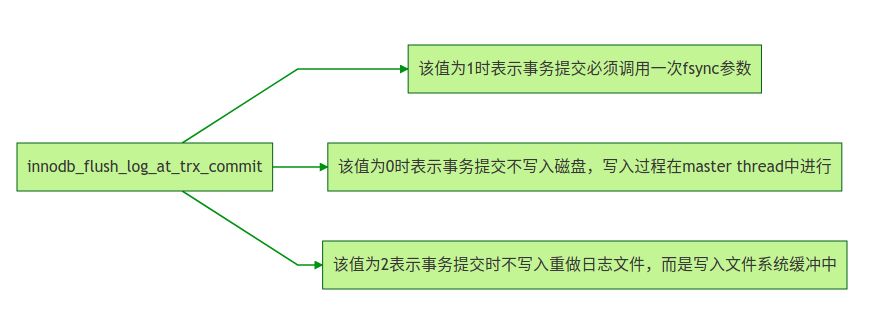 该值为1时表示事务提交必须调用一次fsync参数
innodb_flush_log_at_trx_commit
该值为0时表示事务提交不写入磁盘，写入过程在master thread中进行
该值为2表示事务提交时不写入重做日志文件，而是写入文件系统缓冲中